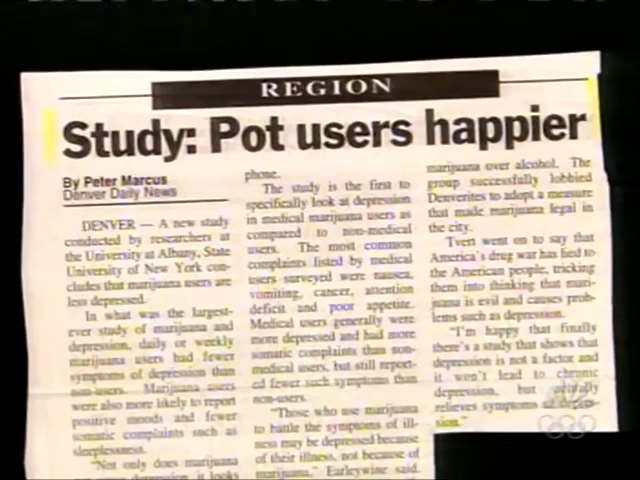 REGION
Study: Pot users happier
By Peter Marcus
Denver Daily News
DENVER — A new study
conducted by researchers at
the University at Albany, State
University of New York con-
cludes that marijuana users are
less depressed.
In what was the largest-
ever study of marijuana and
depression, daily or weekly
marijuana users had fewer
symptoms of depression than
non-users. Marijuana users
were also more likely to report
positive moods and fewer
somatic complaints such as
sleeplessness.
"Not only does marijuana
depression, it looks
phone.
The study is the first to
specifically look at depression
in medical marijuana users as
compared to non-medical
users. The most common
complaints listed by medical
users surveyed were nausea,
vomiting, cancer, attention
deficit and poor appetite.
Medical users generally were
more depressed and had more
somatic complaints than non-
medical users, but still report-
ed fewer such symptoms than
non-users.
"Those who use marijuana
to battle the symptoms of ill-
ness may be depressed because
of their illness, not because of
marijuana," Earleywine said.
marijuana over alcohol. The
group successfully lobbied
Denverites to adopt a measure
that made marijuana legal in
the city.
Tvert went on to say that
America's drug war has lied to
the American people, tricking
them into thinking that mari-
juana is evil and causes prob-
lems such as depression.
"I'm happy that finally
there's a study that shows that
depression is not a factor and
it won't lead to chronic
depression, but actually
relieves symptoms of depres-
sion."